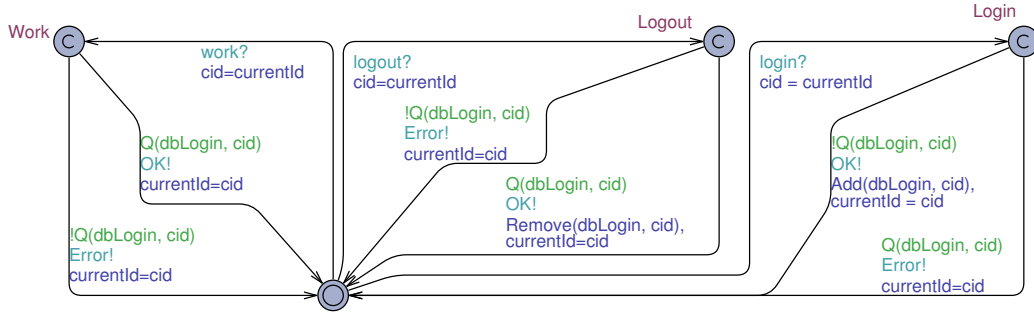 Work
C
work?
cid=currentId
Q(dbLogin, cid)
OK!
currentId=cid
!Q(dbLogin, cid)
Error!
currentId=cid
Logout
C
logout?
cid=currentId
!Q(dbLogin, cid)
Error!
currentId=cid
Q(dbLogin, cid)
OK!
Remove(dbLogin, cid),
currentId=cid
Login
C
login?
cid = currentId
!Q(dbLogin, cid)
OK!
Add(dbLogin, cid),
currentId = cid
Q(dbLogin, cid)
Error!
currentId=cid